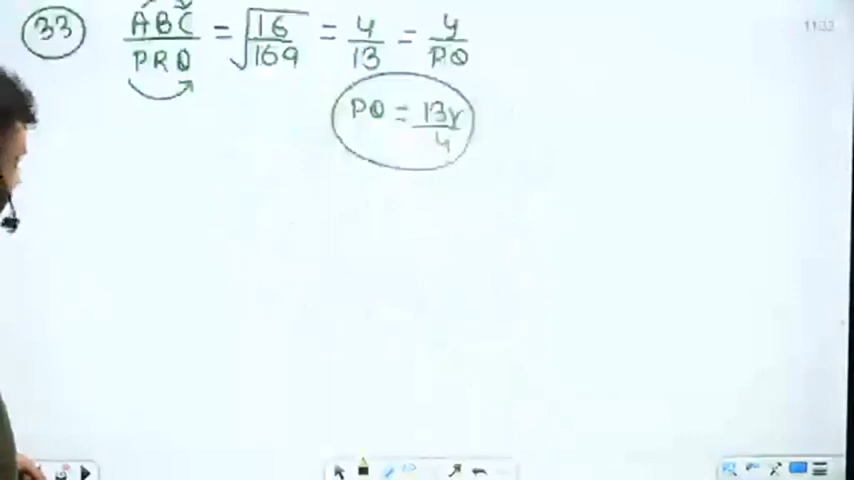 33 ABC/PRQ = √16/169 = 4/13 = y/PQ
PQ = 13y/4